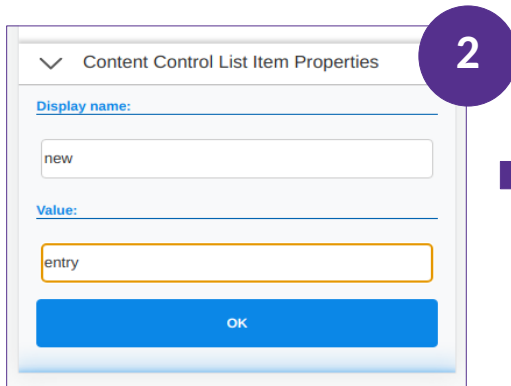 Content Control List Item Properties
2
Display name:
new
Value:
entry
OK